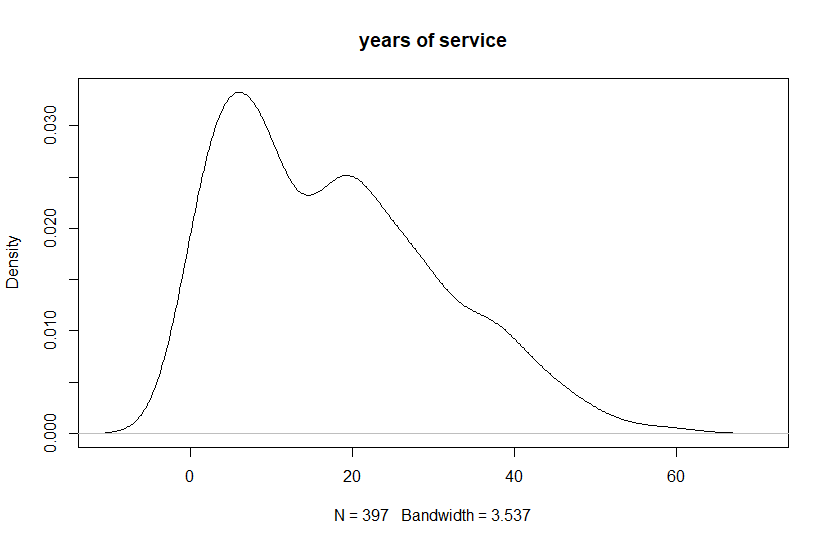 years of service
Density
0.030
0.020
0.010
0.000
0 20 40 60
N = 397 Bandwidth = 3.537